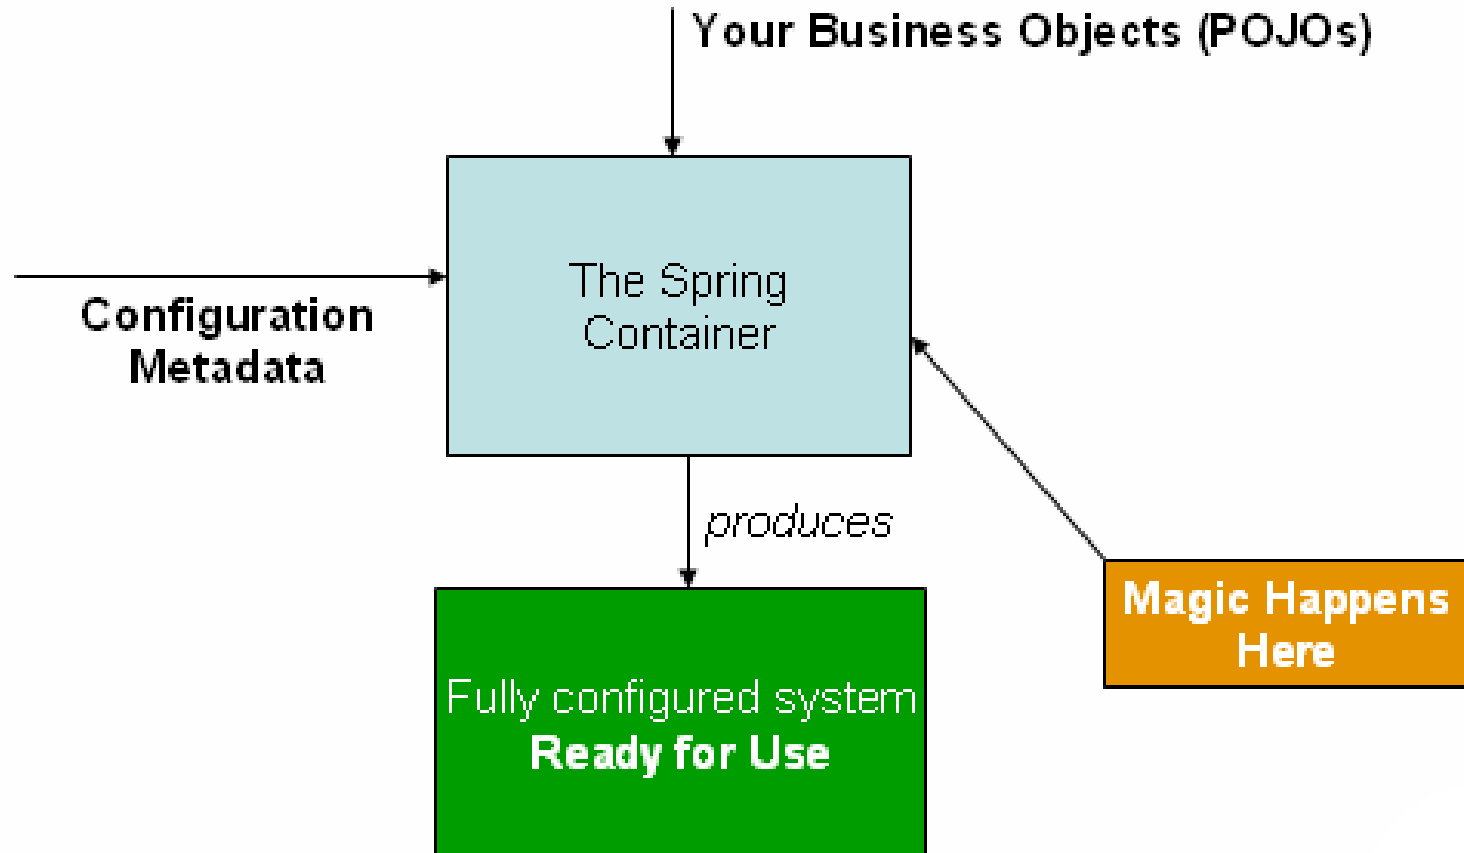 Your Business Objects (POJOs)
The Spring
Container
Configuration
Metadata
produces
Magic Happens
Here
Fully configured system
Ready for Use